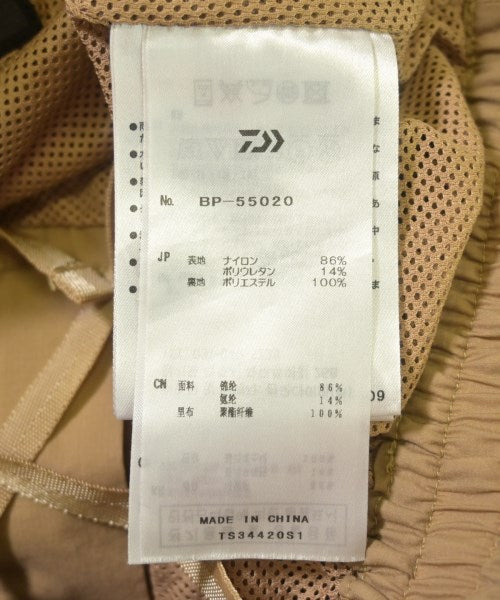 No. BP-55020
JP 表地 ナイロン 86%
ポリウレタン 14%
裏地 ポリエステル 100%
CN 面料 锦纶 86%
氨纶 14%
里布 聚酯纤维 100%
09
MADE IN CHINA
TS34420S1